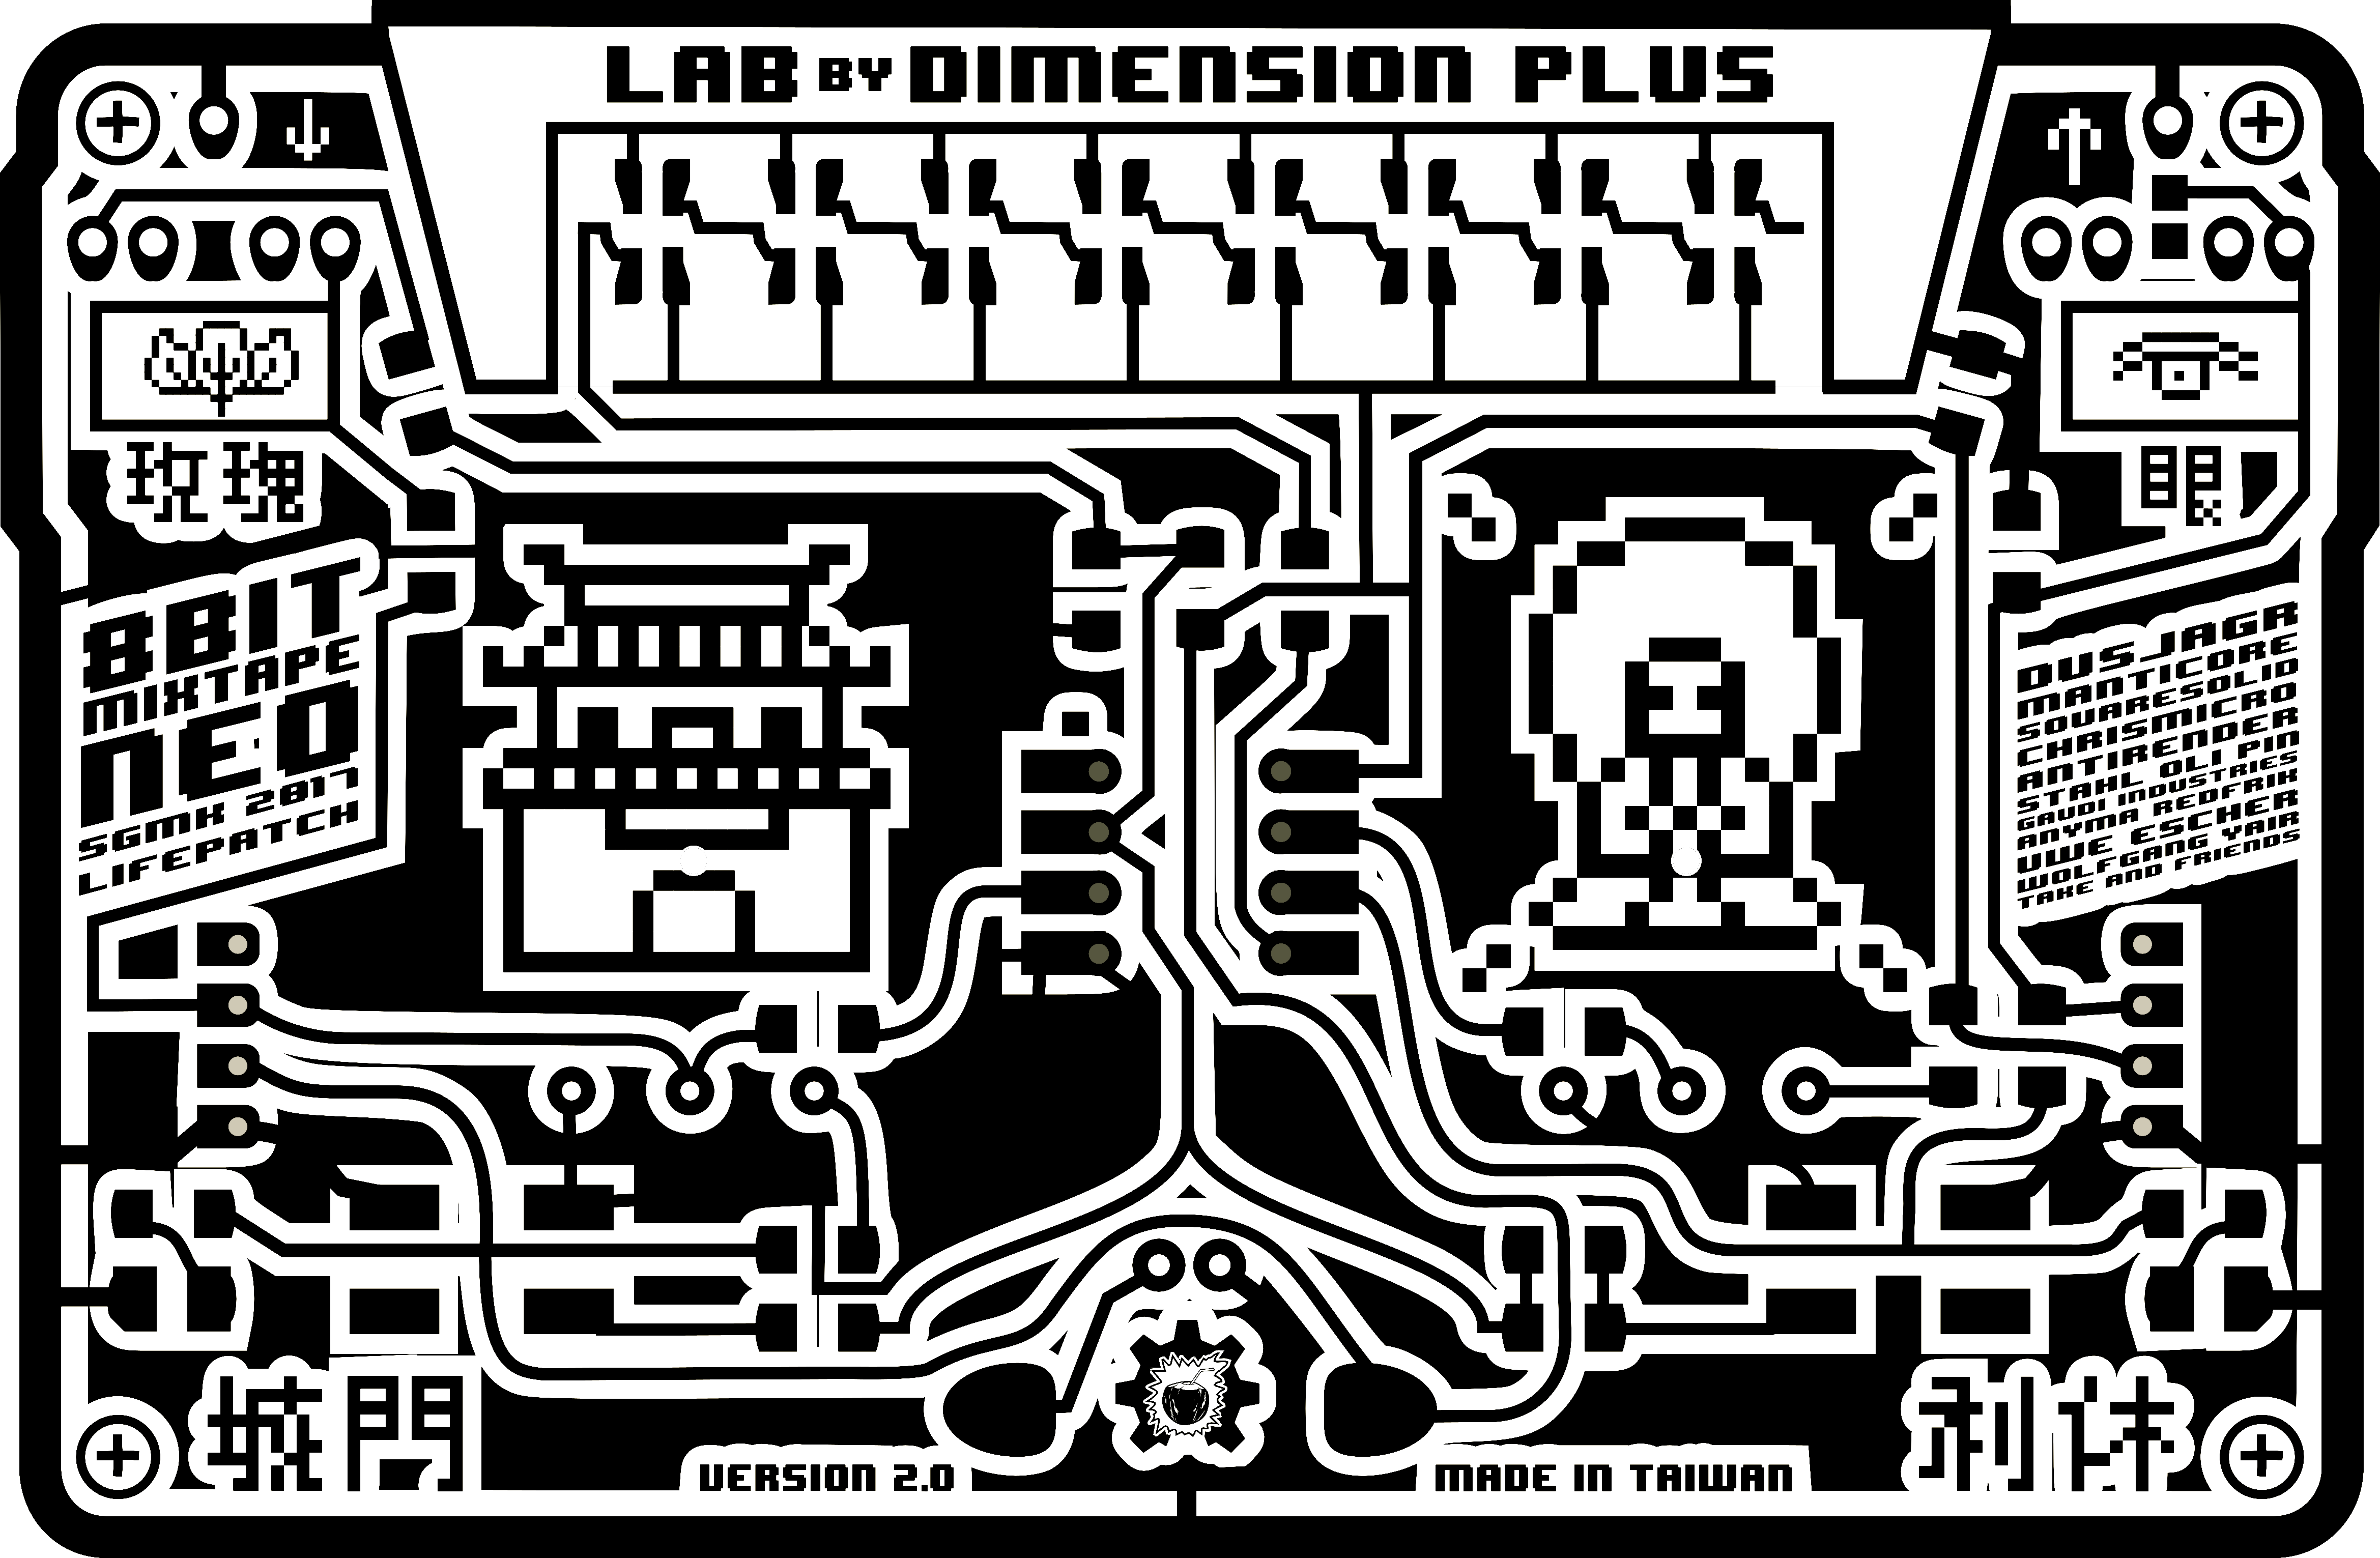 LAB BY DIMENSION PLUS
玫瑰
眼
8BIT
MIXTAPE
NEO
SGMK 2017
LIFEPATCH
DUSJAGR
MANTICORE
SQUARESOLID
CHRISMICRO
ANTIRENDER
STAHL OLI PIN
GAUDI INDUSTRIES
ANYMA REDFRIK
UWE ESCHER
WOLFGANG YAIR
TAKE AND FRIENDS
城門
VERSION 2.0
MADE IN TAIWAN